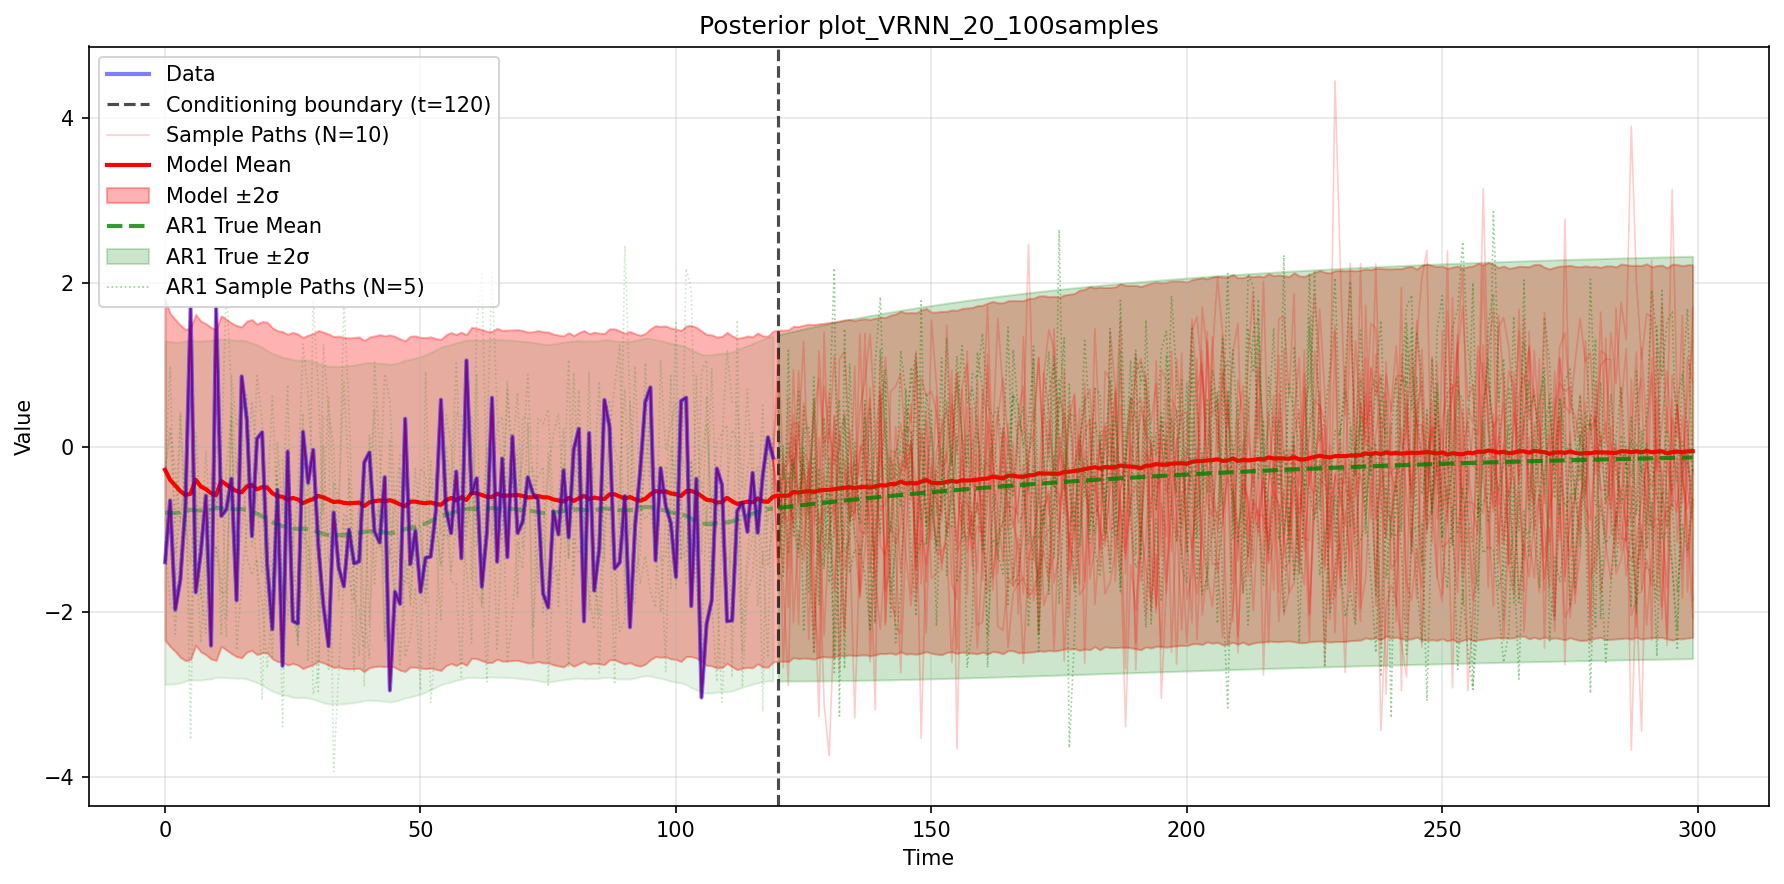 Posterior plot_VRNN_20_100samples
Data
Conditioning boundary (t=120)
Sample Paths (N=10)
Model Mean
Model ±2σ
AR1 True Mean
AR1 True ±2σ
AR1 Sample Paths (N=5)
Value
4
2
0
−2
−4
0 50 100 150 200 250 300
Time